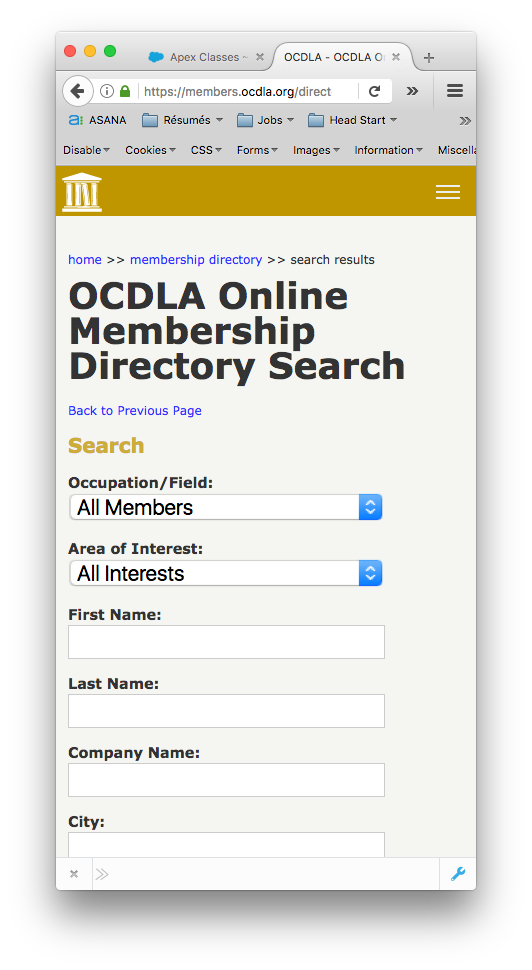 Apex Classes ~
OCDLA - OCDLA O
https://members.ocdla.org/direct
ASANA Résumés Jobs Head Start
Disable Cookies CSS Forms Images Information Miscella
home >> membership directory >> search results
OCDLA Online
Membership
Directory Search
Back to Previous Page
Search
Occupation/Field:
All Members
Area of Interest:
All Interests
First Name:
Last Name:
Company Name:
City: